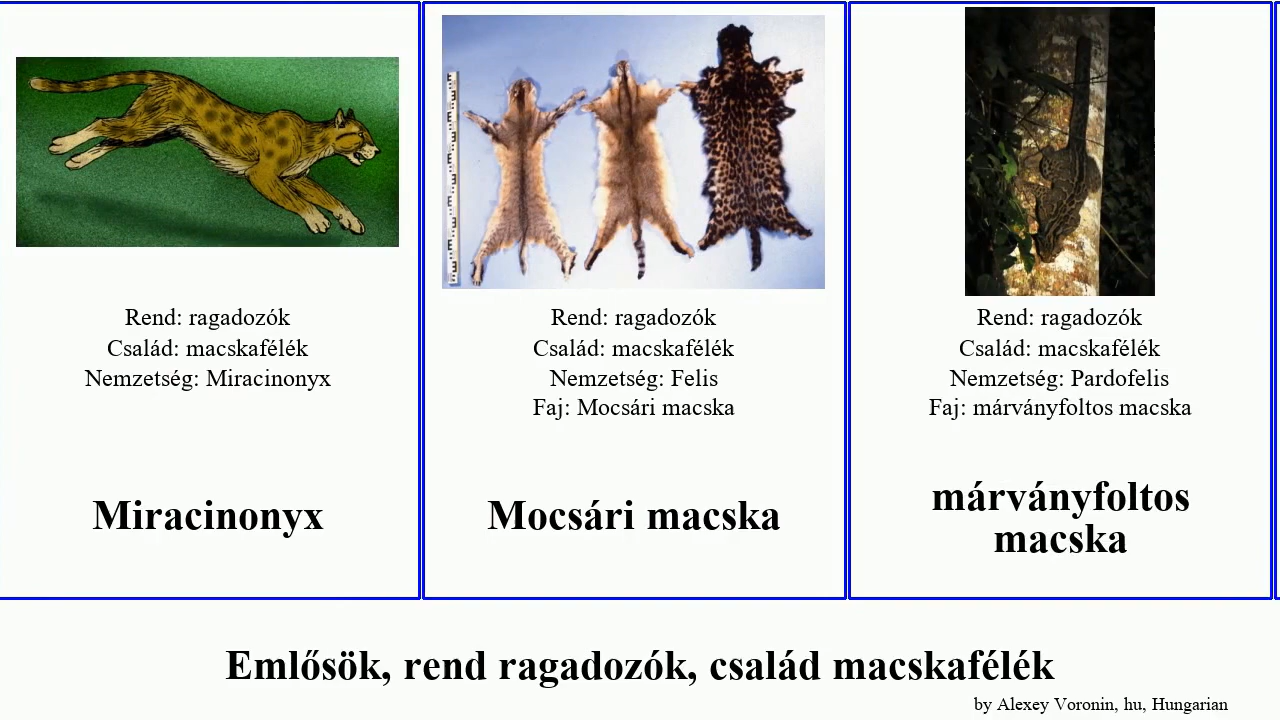 Rend: ragadozók
Család: macskafélék
Nemzetség: Miracinonyx
Miracinonyx
Rend: ragadozók
Család: macskafélék
Nemzetség: Felis
Faj: Mocsári macska
Mocsári macska
Rend: ragadozók
Család: macskafélék
Nemzetség: Pardofelis
Faj: márványfoltos macska
márványfoltos
macska
Emlősök, rend ragadozók, család macskafélék
by Alexey Voronin, hu, Hungarian